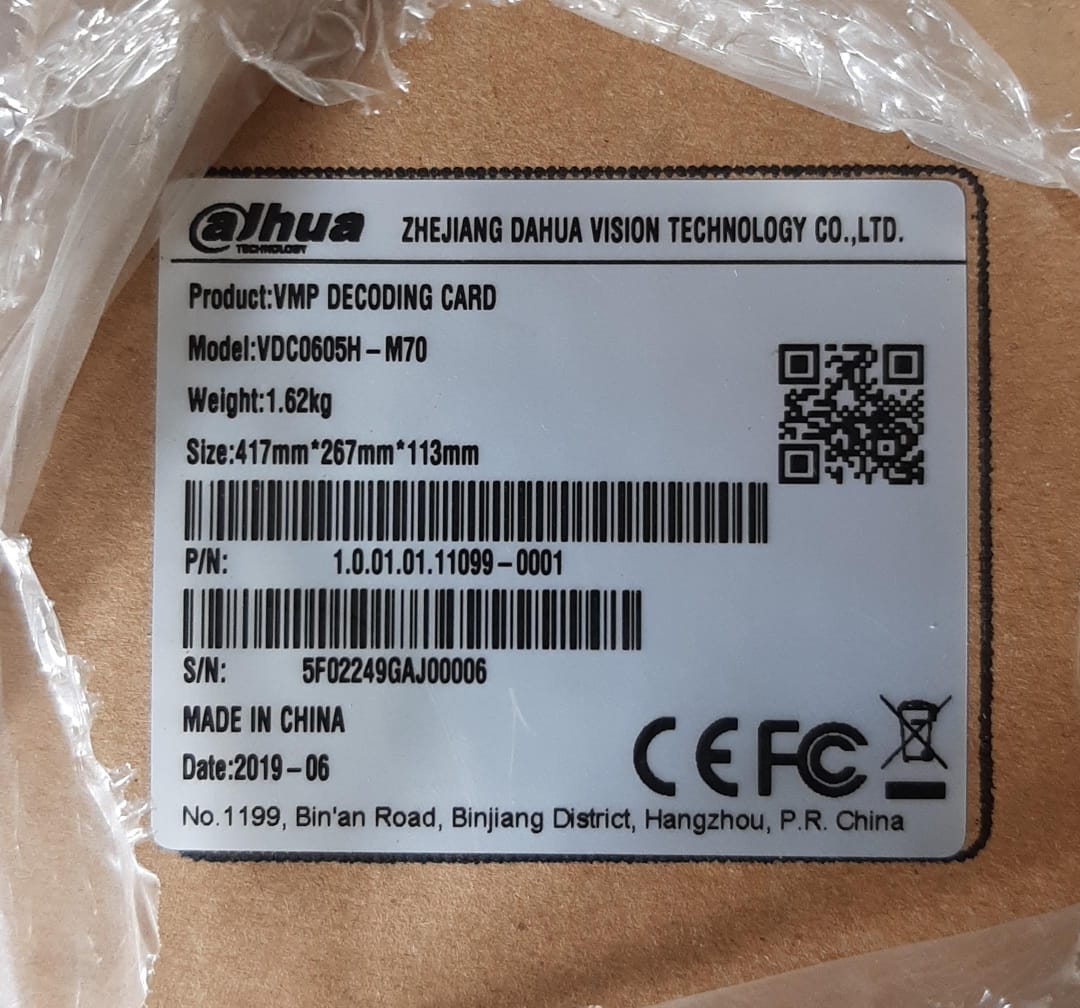 alhua TECHNOLOGY ZHEJIANG DAHUA VISION TECHNOLOGY CO.,LTD.
Product:VMP DECODING CARD
Model:VDC0605H-M70
Weight:1.62kg
Size:417mm*267mm*113mm
P/N: 1.0.01.01.11099-0001
S/N: 5F02249GAJ00006
MADE IN CHINA
Date:2019-06
CE FC
No.1199, Bin'an Road, Binjiang District, Hangzhou, P.R. China